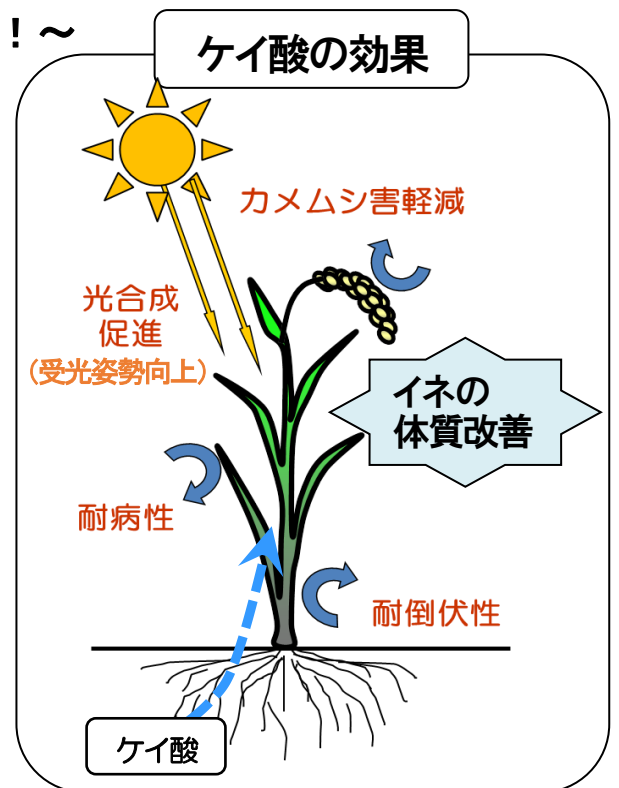 ！～
ケイ酸の効果
カメムシ害軽減
光合成
促進
（受光姿勢向上）
イネの
体質改善
耐病性
耐倒伏性
ケイ酸